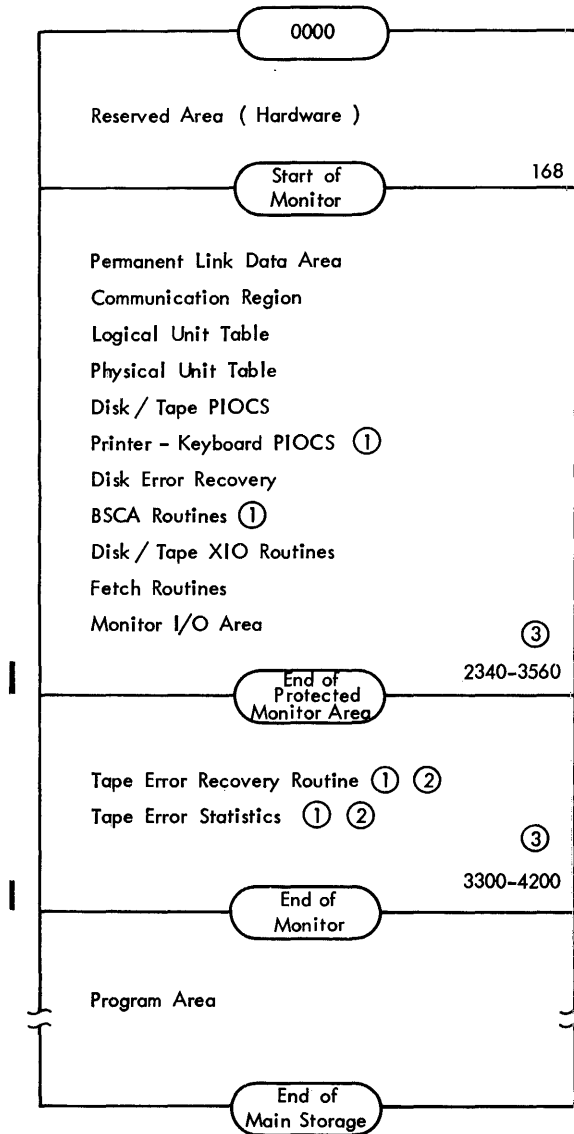 0000
Reserved Area ( Hardware )
168
Start of
Monitor
Permanent Link Data Area
Communication Region
Logical Unit Table
Physical Unit Table
Disk / Tape PIOCS
Printer - Keyboard PIOCS ①
Disk Error Recovery
BSCA Routines ①
Disk / Tape XIO Routines
Fetch Routines
Monitor I/O Area
③
2340-3560
End of
Protected
Monitor Area
Tape Error Recovery Routine ① ②
Tape Error Statistics ① ②
③
3300-4200
End of
Monitor
Program Area
End of
Main Storage